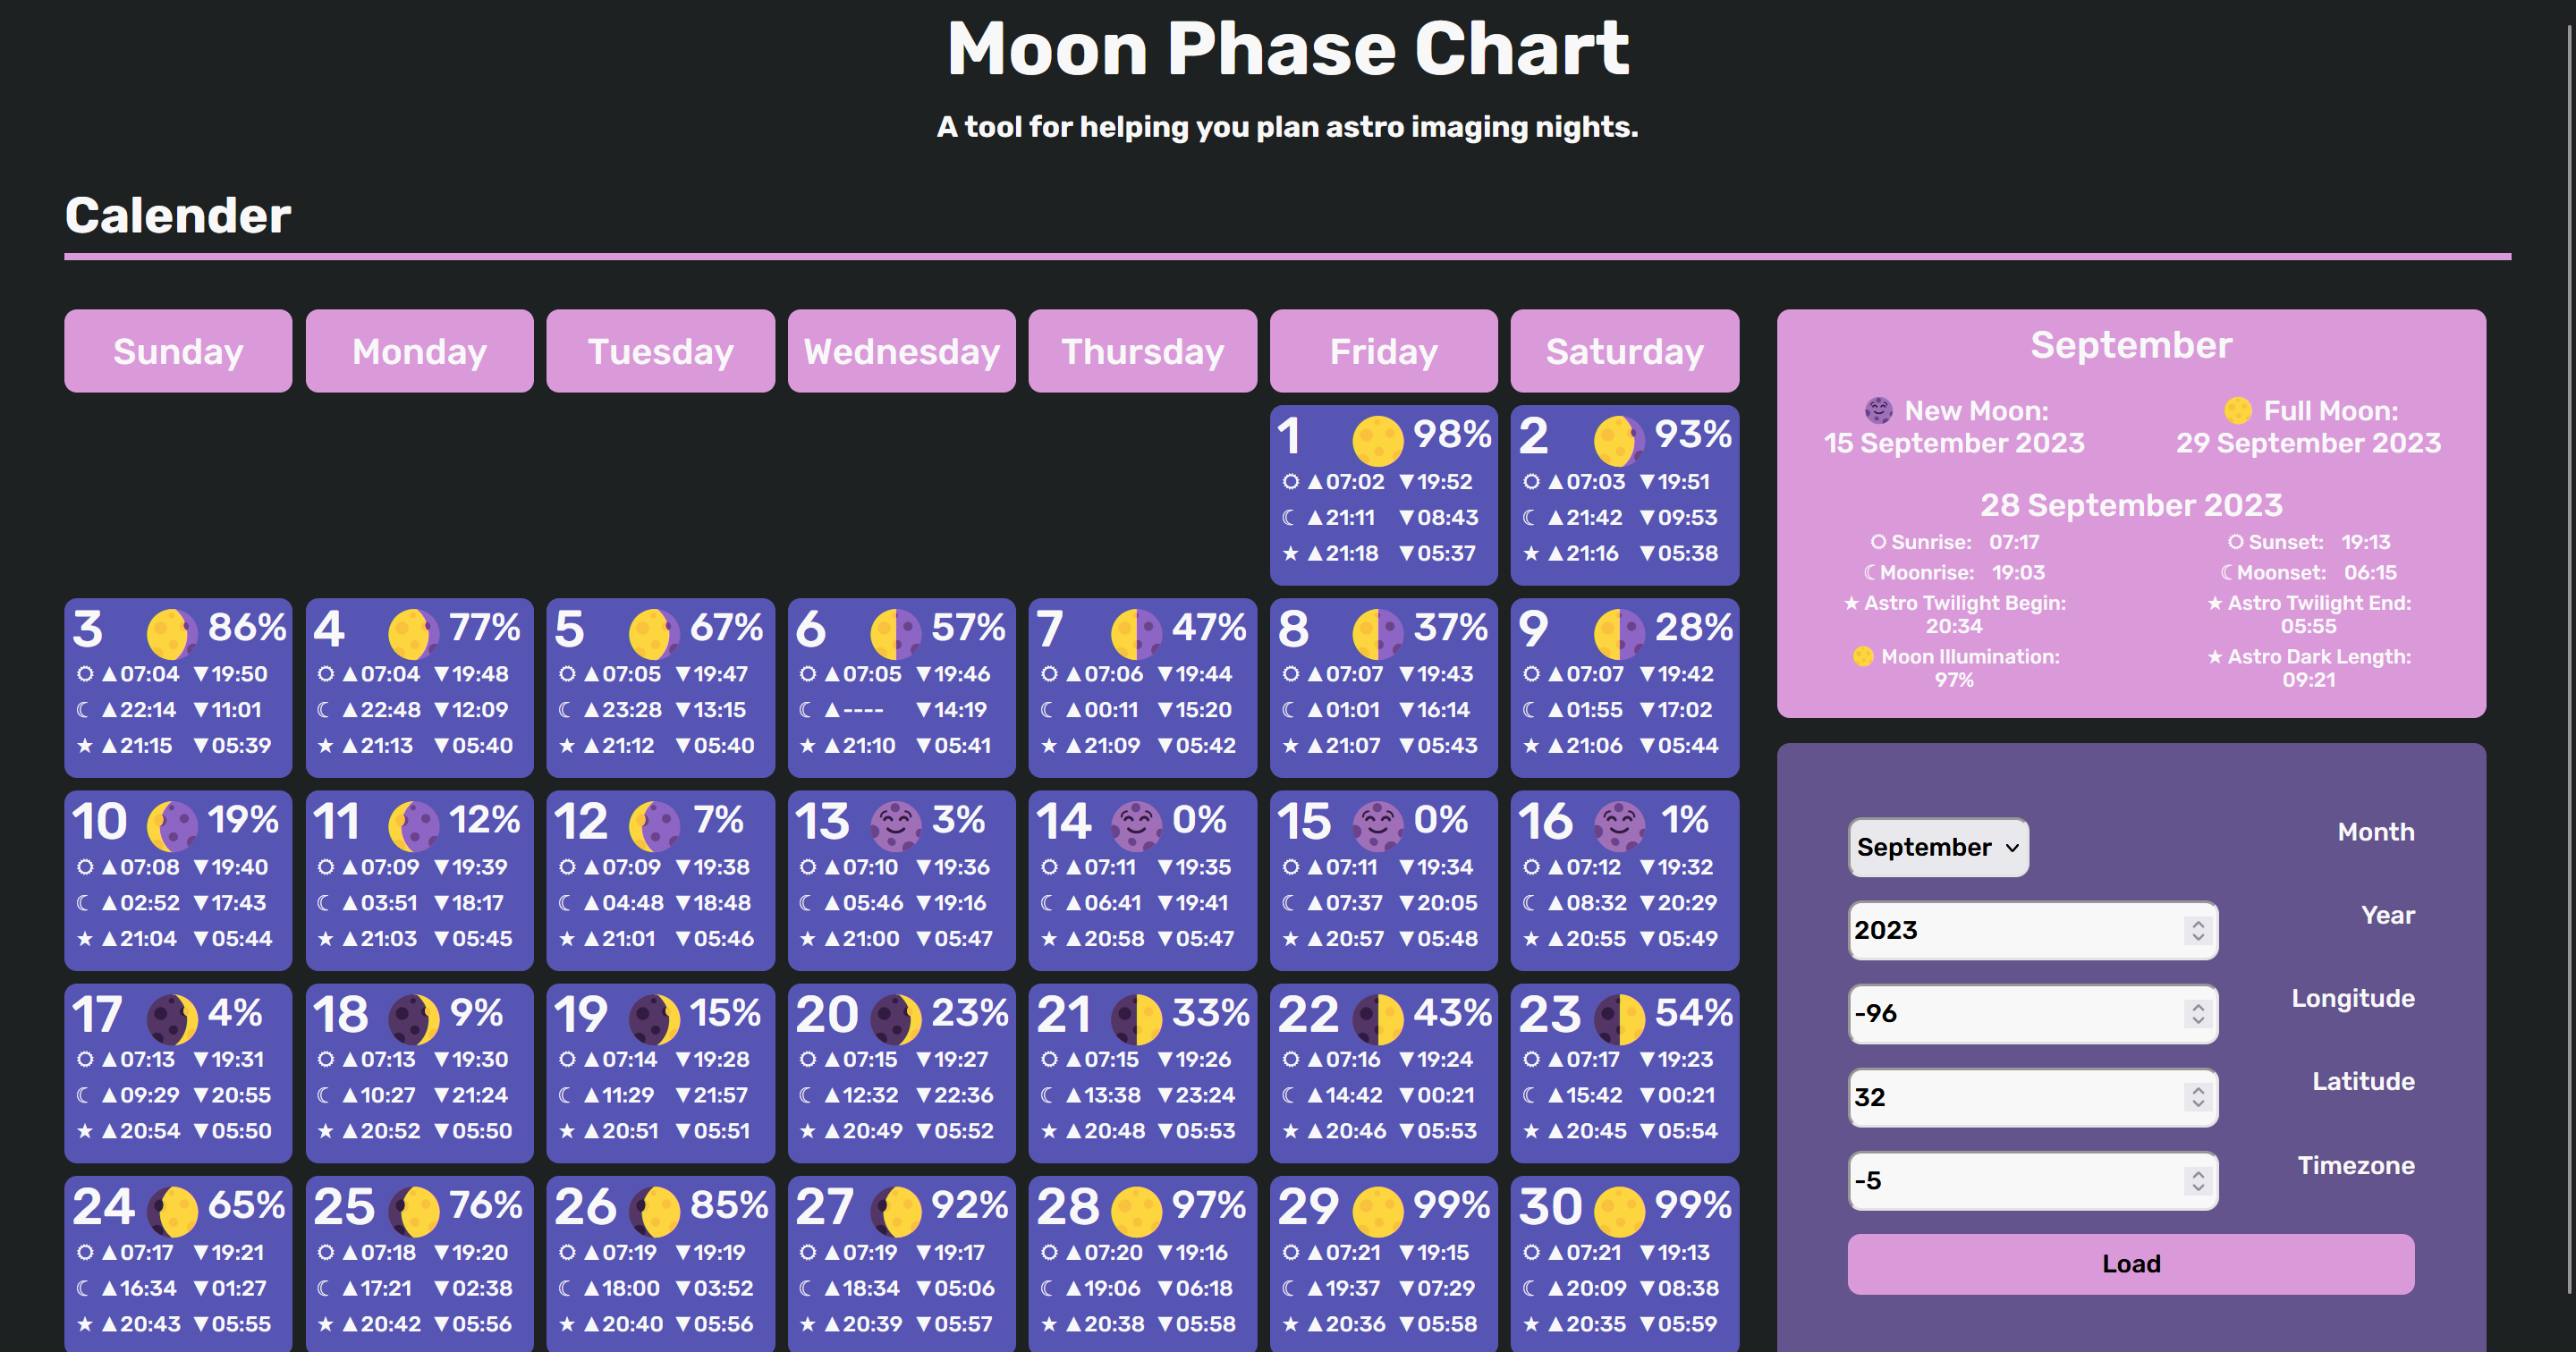 Moon Phase Chart
A tool for helping you plan astro imaging nights.
Calender
Sunday Monday Tuesday Wednesday Thursday Friday Saturday
1 98% 2 93%
▲07:02 ▼19:52 ▲07:03 ▼19:51
▲21:11 ▼08:43 ▲21:42 ▼09:53
★ ▲21:18 ▼05:37 ★ ▲21:16 ▼05:38
3 86% 4 77% 5 67% 6 57% 7 47% 8 37% 9 28%
▲07:04 ▼19:50 ▲07:04 ▼19:48 ▲07:05 ▼19:47 ▲07:05 ▼19:46 ▲07:06 ▼19:44 ▲07:07 ▼19:43 ▲07:07 ▼19:42
▲22:14 ▼11:01 ▲22:48 ▼12:09 ▲23:28 ▼13:15 ▲---- ▼14:19 ▲00:11 ▼15:20 ▲01:01 ▼16:14 ▲01:55 ▼17:02
★ ▲21:15 ▼05:39 ★ ▲21:13 ▼05:40 ★ ▲21:12 ▼05:40 ★ ▲21:10 ▼05:41 ★ ▲21:09 ▼05:42 ★ ▲21:07 ▼05:43 ★ ▲21:06 ▼05:44
10 19% 11 12% 12 7% 13 3% 14 0% 15 0% 16 1%
▲07:08 ▼19:40 ▲07:09 ▼19:39 ▲07:09 ▼19:38 ▲07:10 ▼19:36 ▲07:11 ▼19:35 ▲07:11 ▼19:34 ▲07:12 ▼19:32
▲02:52 ▼17:43 ▲03:51 ▼18:17 ▲04:48 ▼18:48 ▲05:46 ▼19:16 ▲06:41 ▼19:41 ▲07:37 ▼20:05 ▲08:32 ▼20:29
★ ▲21:04 ▼05:44 ★ ▲21:03 ▼05:45 ★ ▲21:01 ▼05:46 ★ ▲21:00 ▼05:47 ★ ▲20:58 ▼05:47 ★ ▲20:57 ▼05:48 ★ ▲20:55 ▼05:49
17 4% 18 9% 19 15% 20 23% 21 33% 22 43% 23 54%
▲07:13 ▼19:31 ▲07:13 ▼19:30 ▲07:14 ▼19:28 ▲07:15 ▼19:27 ▲07:15 ▼19:26 ▲07:16 ▼19:24 ▲07:17 ▼19:23
▲09:29 ▼20:55 ▲10:27 ▼21:24 ▲11:29 ▼21:57 ▲12:32 ▼22:36 ▲13:38 ▼23:24 ▲14:42 ▼00:21 ▲15:42 ▼00:21
★ ▲20:54 ▼05:50 ★ ▲20:52 ▼05:50 ★ ▲20:51 ▼05:51 ★ ▲20:49 ▼05:52 ★ ▲20:48 ▼05:53 ★ ▲20:46 ▼05:53 ★ ▲20:45 ▼05:54
24 65% 25 76% 26 85% 27 92% 28 97% 29 99% 30 99%
▲07:17 ▼19:21 ▲07:18 ▼19:20 ▲07:19 ▼19:19 ▲07:19 ▼19:17 ▲07:20 ▼19:16 ▲07:21 ▼19:15 ▲07:21 ▼19:13
▲16:34 ▼01:27 ▲17:21 ▼02:38 ▲18:00 ▼03:52 ▲18:34 ▼05:06 ▲19:06 ▼06:18 ▲19:37 ▼07:29 ▲20:09 ▼08:38
★ ▲20:43 ▼05:55 ★ ▲20:42 ▼05:56 ★ ▲20:40 ▼05:56 ★ ▲20:39 ▼05:57 ★ ▲20:38 ▼05:58 ★ ▲20:36 ▼05:58 ★ ▲20:35 ▼05:59
September
New Moon: Full Moon:
15 September 2023 29 September 2023
28 September 2023
Sunrise: 07:17 Sunset: 19:13
Moonrise: 19:03 Moonset: 06:15
★ Astro Twilight Begin: ★ Astro Twilight End:
20:34 05:55
Moon Illumination: ★ Astro Dark Length:
97% 09:21
September Month
2023 Year
-96 Longitude
32 Latitude
-5 Timezone
Load